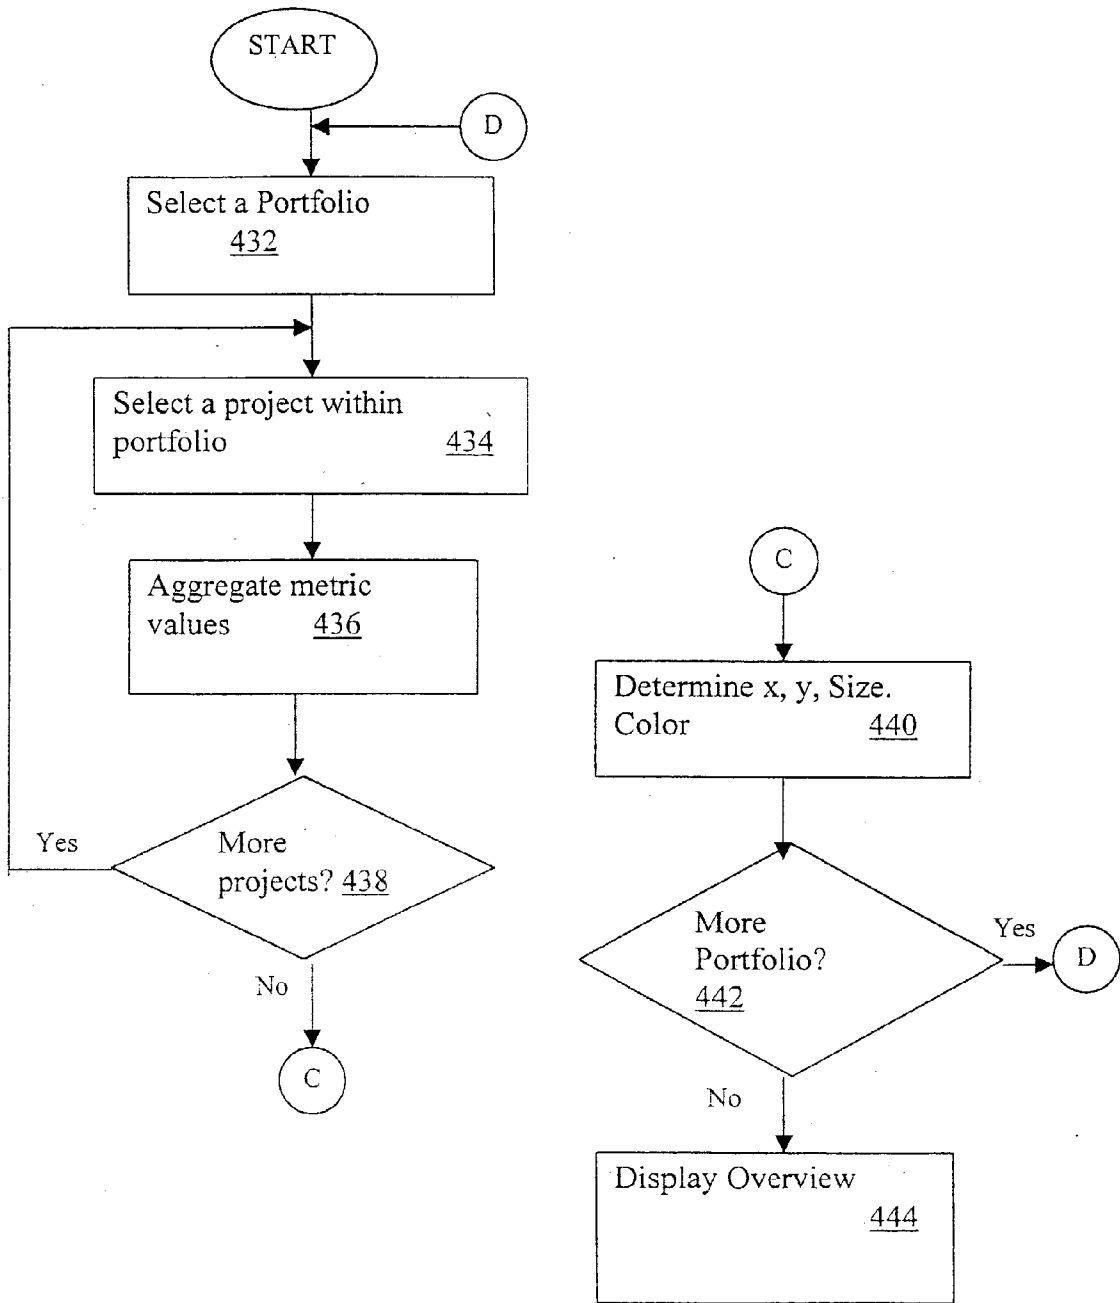 START
D
Select a Portfolio
432
Select a project within
portfolio 434
Aggregate metric
values 436
Yes
More
projects? 438
No
C
C
Determine x, y, Size.
Color 440
More
Portfolio?
442
Yes
D
No
Display Overview
444